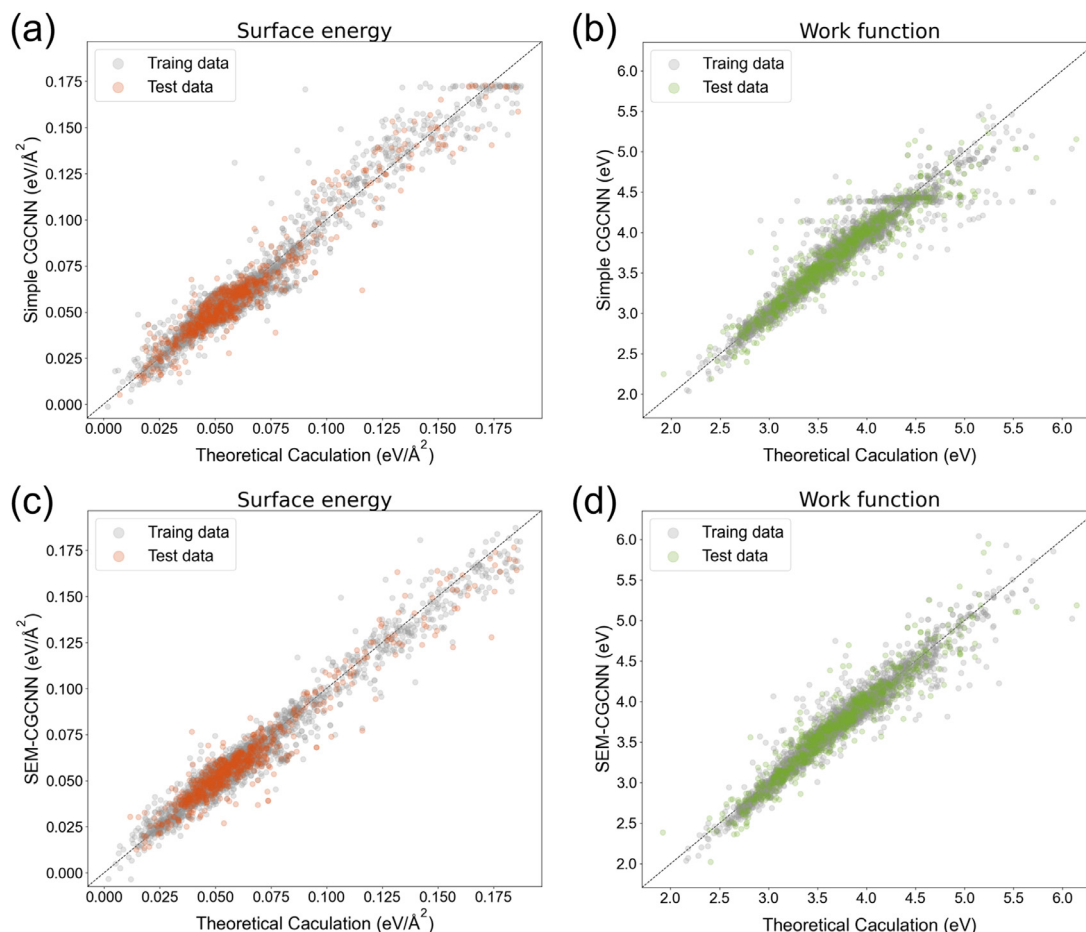 (a)
Surface energy
Traing data
Test data
Simple CGCNN (eV/Å²)
0.175
0.150
0.125
0.100
0.075
0.050
0.025
0.000
0.000 0.025 0.050 0.075 0.100 0.125 0.150 0.175
Theoretical Caculation (eV/Å²)
(b)
Work function
Traing data
Test data
Simple CGCNN (eV)
6.0
5.5
5.0
4.5
4.0
3.5
3.0
2.5
2.0
2.0 2.5 3.0 3.5 4.0 4.5 5.0 5.5 6.0
Theoretical Caculation (eV)
(c)
Surface energy
Traing data
Test data
SEM-CGCNN (eV/Å²)
0.175
0.150
0.125
0.100
0.075
0.050
0.025
0.000
0.000 0.025 0.050 0.075 0.100 0.125 0.150 0.175
Theoretical Caculation (eV/Å²)
(d)
Work function
Traing data
Test data
SEM-CGCNN (eV)
6.0
5.5
5.0
4.5
4.0
3.5
3.0
2.5
2.0
2.0 2.5 3.0 3.5 4.0 4.5 5.0 5.5 6.0
Theoretical Caculation (eV)